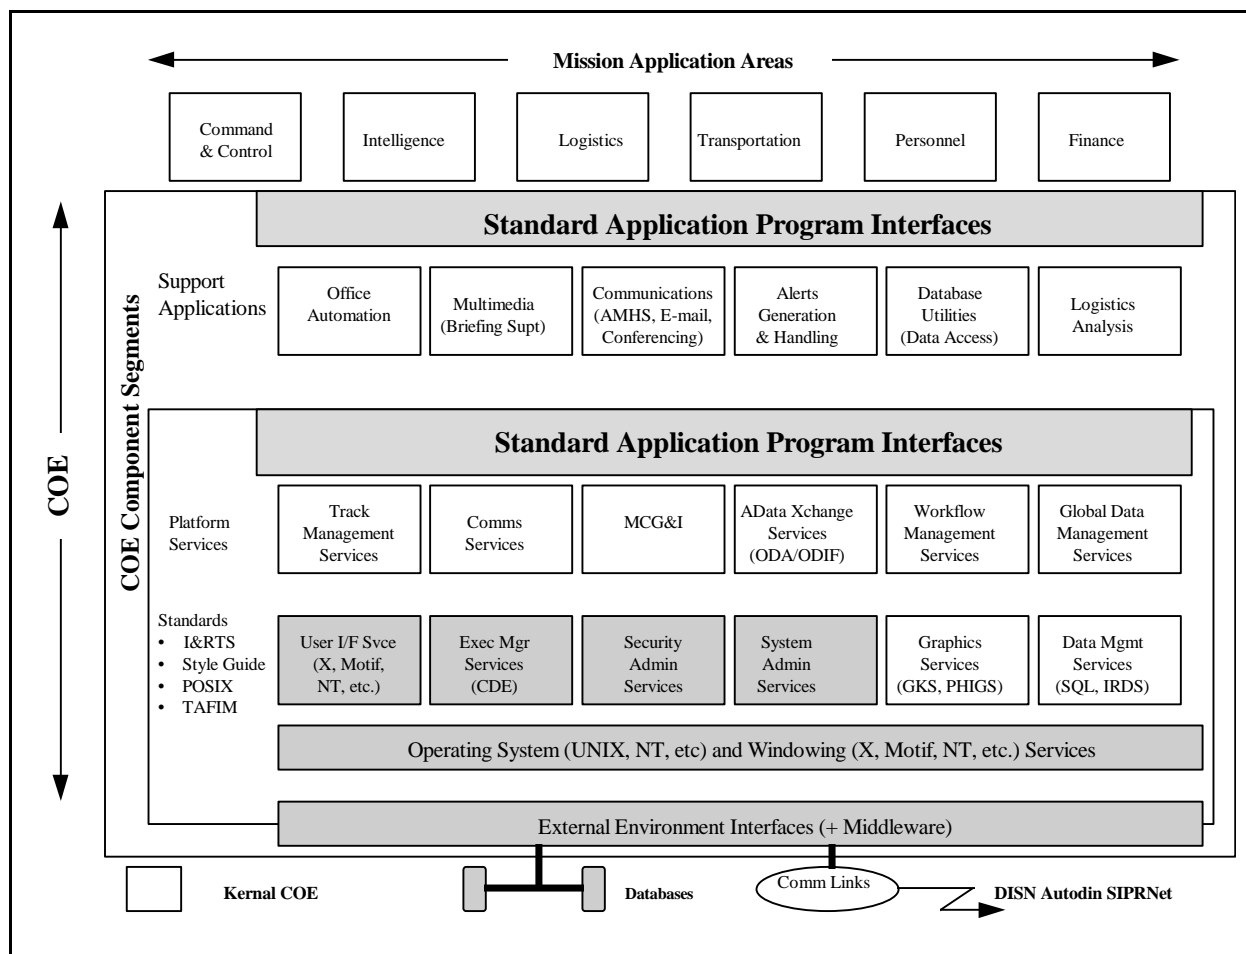 Mission Application Areas
Command
& Control
Intelligence
Logistics
Transportation
Personnel
Finance
COE
COE Component Segments
Standard Application Program Interfaces
Support
Applications
Office
Automation
Multimedia
(Briefing Supt)
Communications
(AMHS, E-mail,
Conferencing)
Alerts
Generation
& Handling
Database
Utilities
(Data Access)
Logistics
Analysis
Standard Application Program Interfaces
Platform
Services
Track
Management
Services
Comms
Services
MCG&I
AData Xchange
Services
(ODA/ODIF)
Workflow
Management
Services
Global Data
Management
Services
Standards
• I&RTS
• Style Guide
• POSIX
• TAFIM
User I/F Svce
(X, Motif,
NT, etc.)
Exec Mgr
Services
(CDE)
Security
Admin
Services
System
Admin
Services
Graphics
Services
(GKS, PHIGS)
Data Mgmt
Services
(SQL, IRDS)
Operating System (UNIX, NT, etc) and Windowing (X, Motif, NT, etc.) Services
External Environment Interfaces (+ Middleware)
Kernal COE
Databases
Comm Links
DISN Autodin SIPRNet